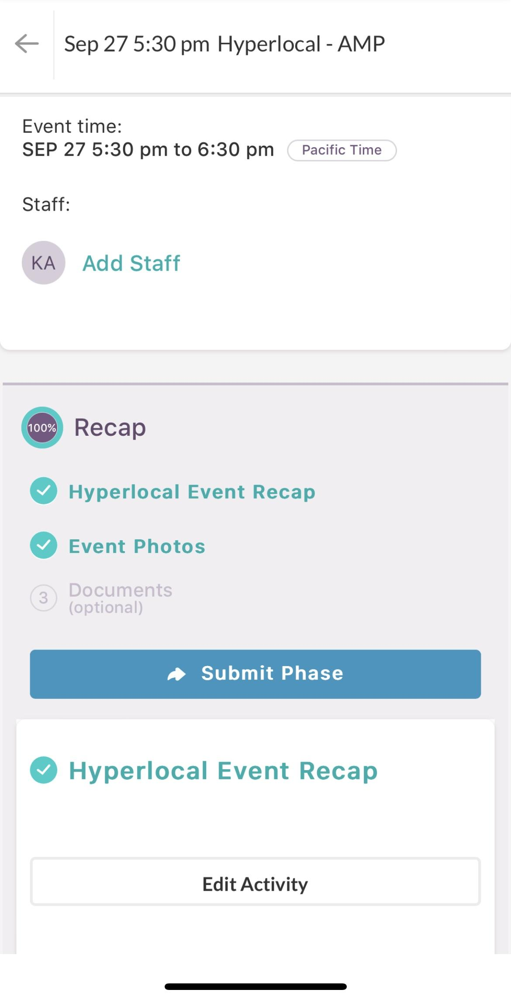 Sep 27 5:30 pm Hyperlocal - AMP
Event time:
SEP 27 5:30 pm to 6:30 pm Pacific Time
Staff:
KA Add Staff
100% Recap
Hyperlocal Event Recap
Event Photos
3 Documents
(optional)
Submit Phase
Hyperlocal Event Recap
Edit Activity